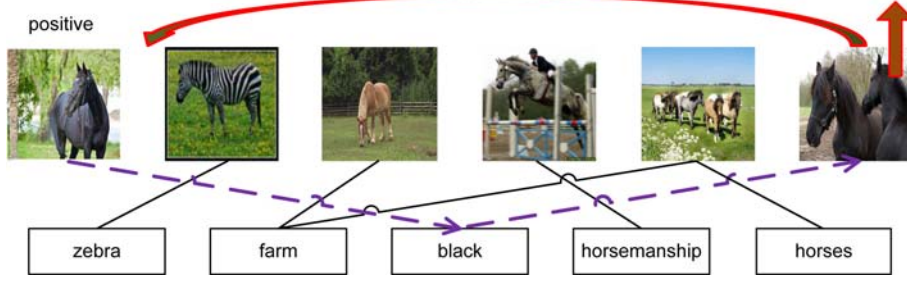 positive
zebra
farm
black
horsemanship
horses